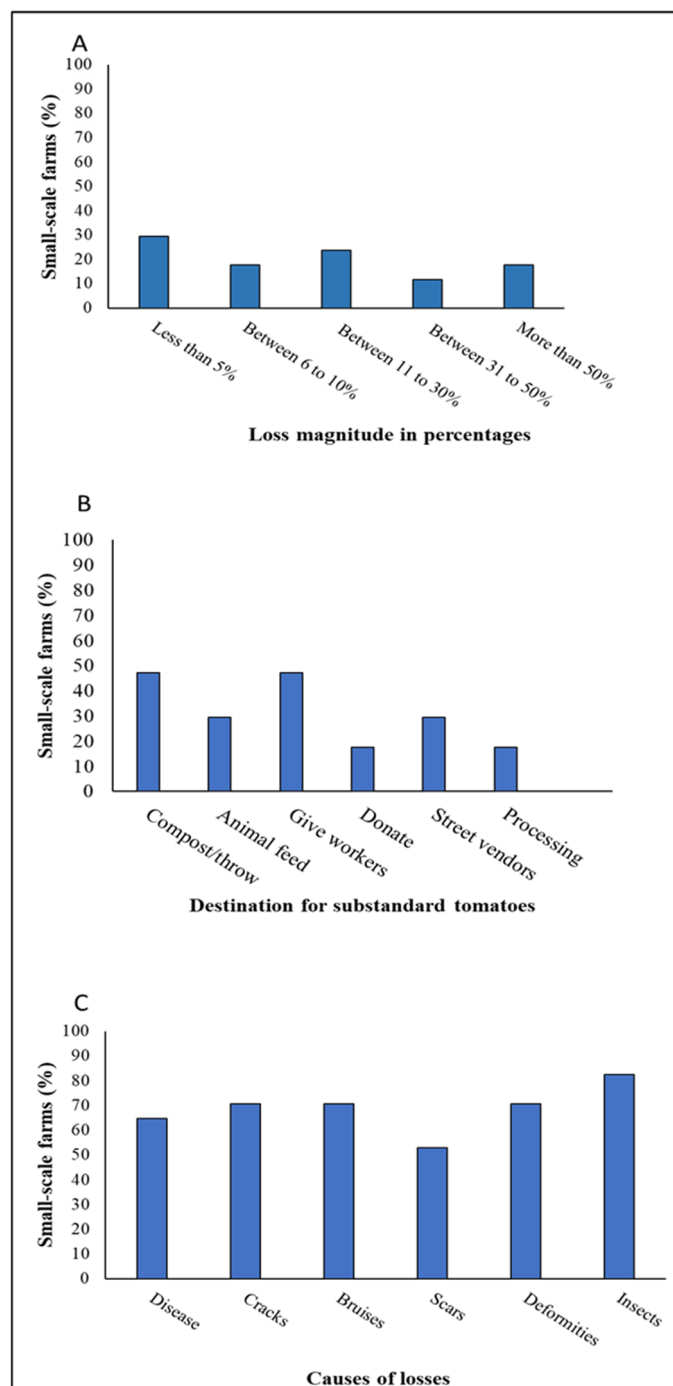 A
Small-scale farms (%)
100
90
80
70
60
50
40
30
20
10
0
Less than 5%
Between 6 to 10%
Between 11 to 30%
Between 31 to 50%
More than 50%
Loss magnitude in percentages
B
Small-scale farms (%)
100
90
80
70
60
50
40
30
20
10
0
Compost/throw
Animal feed
Give workers
Donate
Street vendors
Processing
Destination for substandard tomatoes
C
Small-scale farms (%)
100
90
80
70
60
50
40
30
20
10
0
Disease
Cracks
Bruises
Scars
Deformities
Insects
Causes of losses